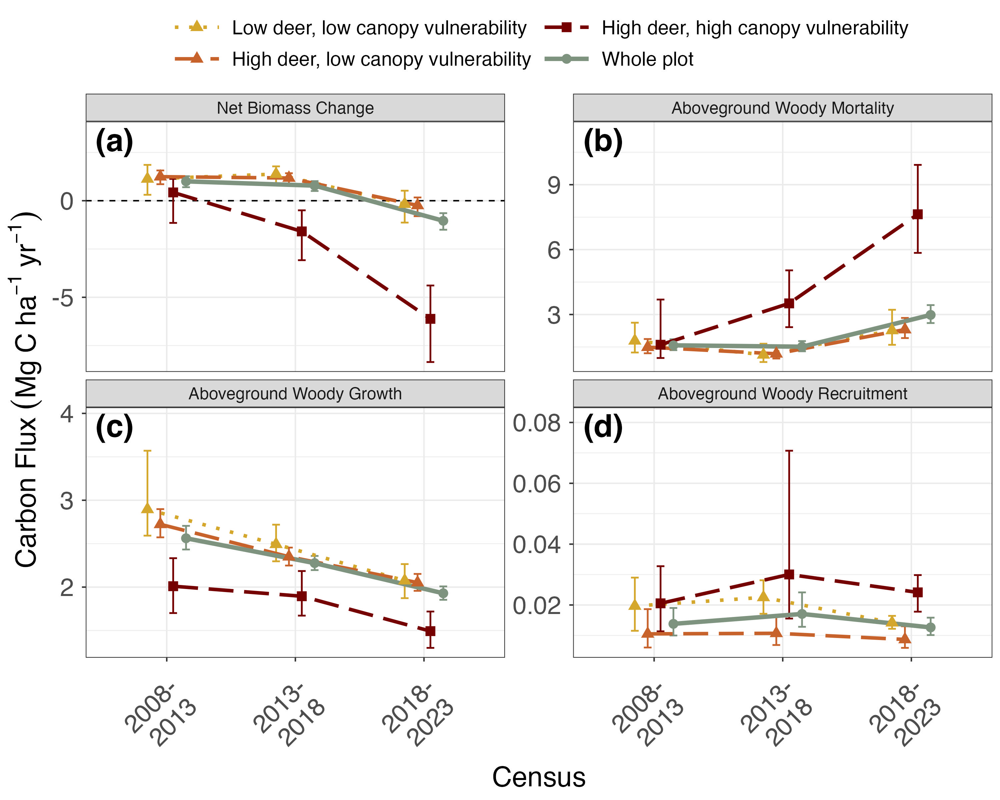 Low deer, low canopy vulnerability
High deer, high canopy vulnerability
High deer, low canopy vulnerability
Whole plot
Net Biomass Change
Aboveground Woody Mortality
(a)
(b)
0
-5
9
6
3
Aboveground Woody Growth
Aboveground Woody Recruitment
(c)
(d)
4
3
2
0.08
0.06
0.04
0.02
Carbon Flux (Mg C ha⁻¹ yr⁻¹)
2008-
2013
2013-
2018
2018-
2023
2008-
2013
2013-
2018
2018-
2023
Census